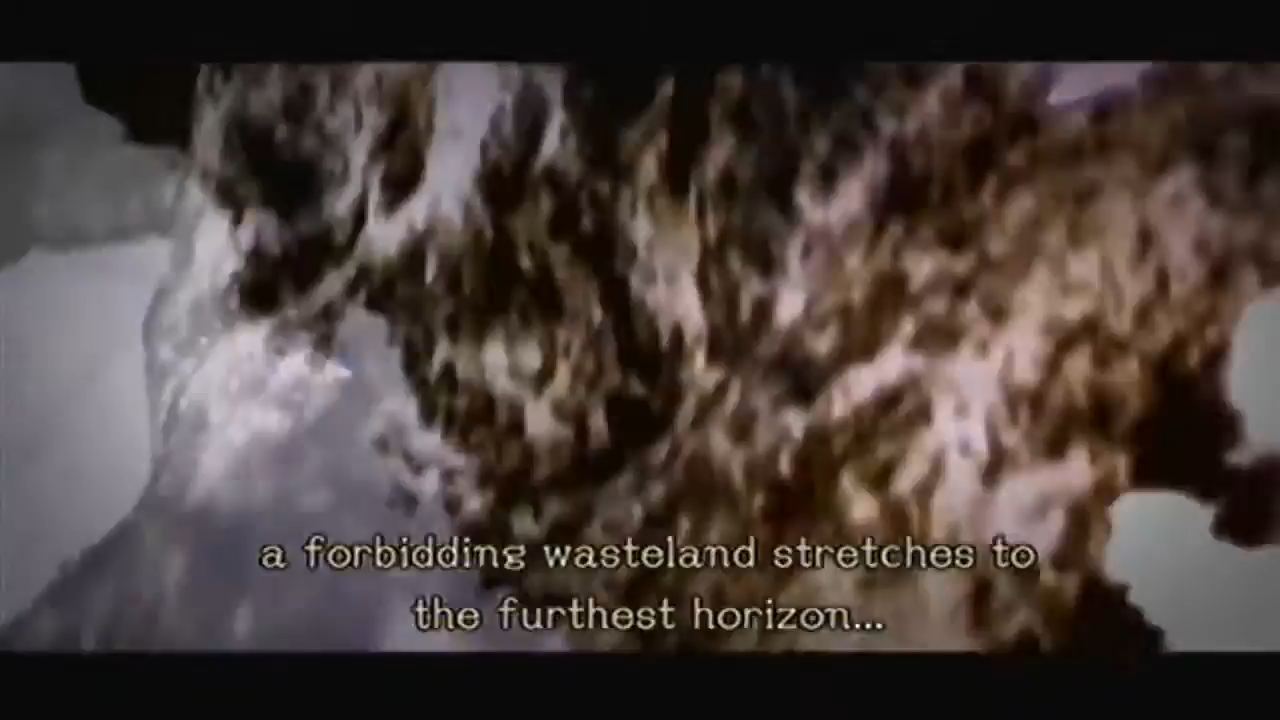 a forbidding wasteland stretches to
the furthest horizon...